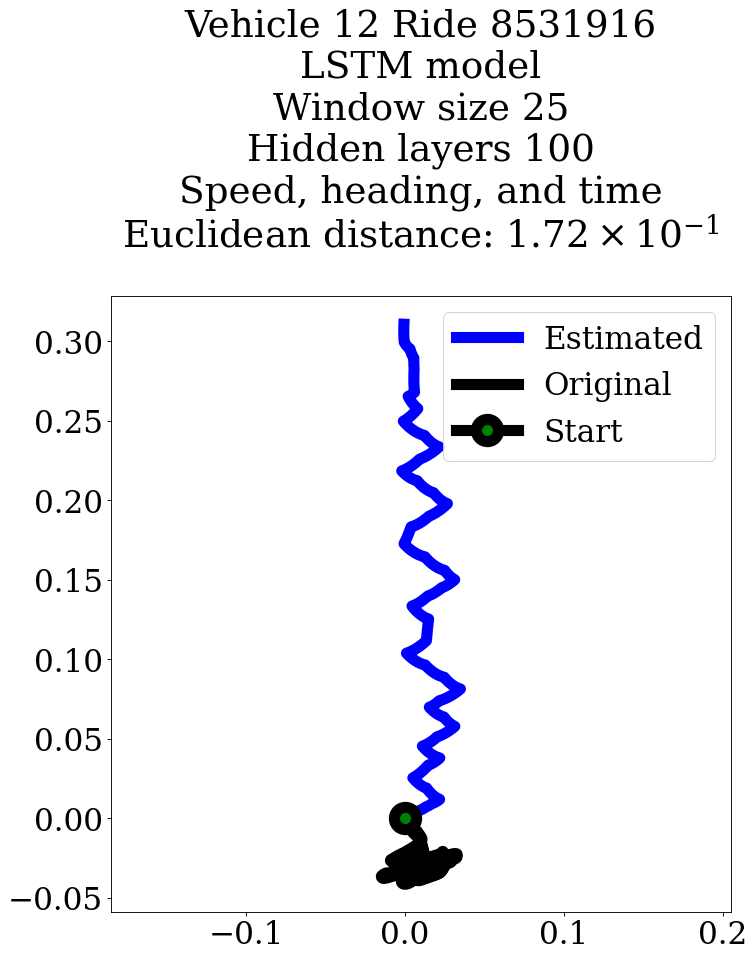 Vehicle 12 Ride 8531916
LSTM model
Window size 25
Hidden layers 100
Speed, heading, and time
Euclidean distance: 1.72 × 10⁻¹
Estimated
Original
Start
0.30
0.25
0.20
0.15
0.10
0.05
0.00
−0.05
−0.1
0.0
0.1
0.2